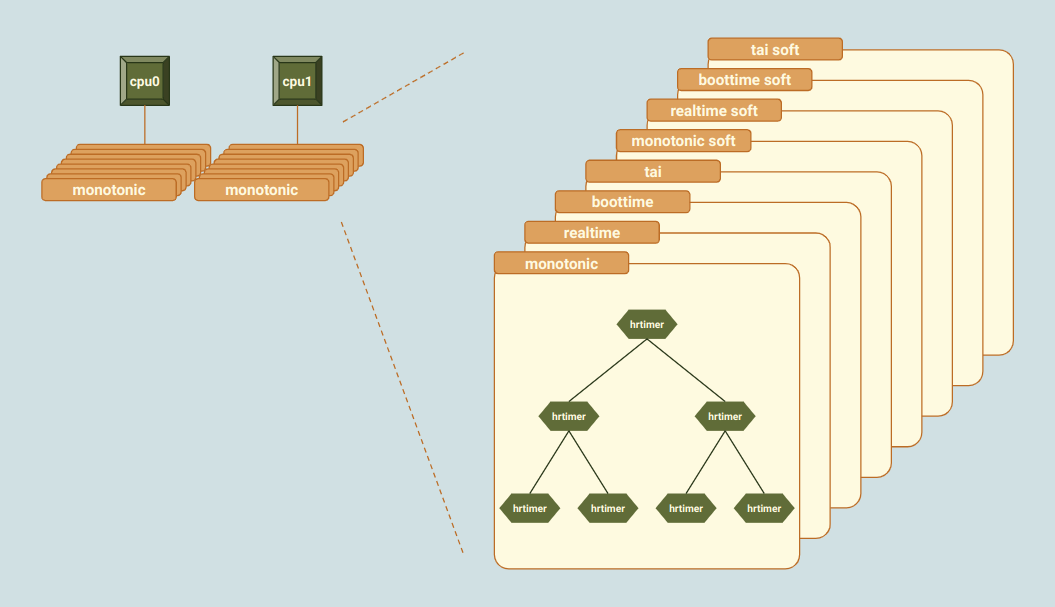 cpu0
cpu1
monotonic
monotonic
tai soft
boottime soft
realtime soft
monotonic soft
tai
boottime
realtime
monotonic
hrtimer
hrtimer
hrtimer
hrtimer
hrtimer
hrtimer
hrtimer